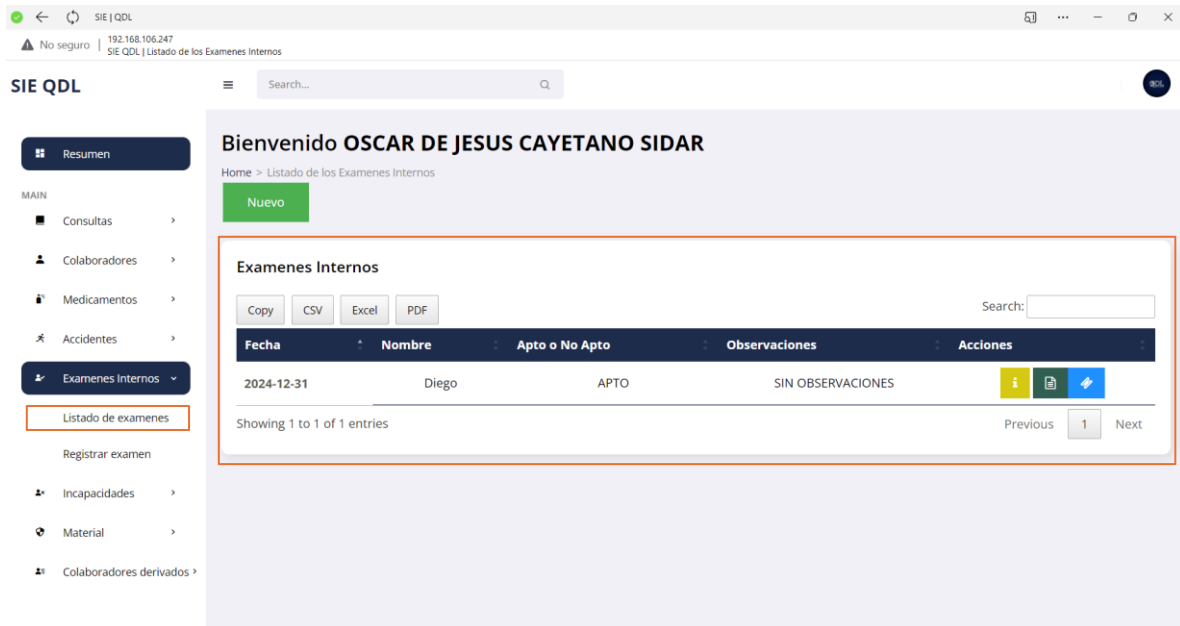 SIE | QDL
No seguro | 192.168.106.247
SIE QDL | Listado de los Examenes Internos
SIE QDL
Search...
QDL
Bienvenido OSCAR DE JESUS CAYETANO SIDAR
Home > Listado de los Examenes Internos
Nuevo
Resumen
MAIN
Consultas
Colaboradores
Medicamentos
Accidentes
Examenes Internos
Listado de examenes
Registrar examen
Incapacidades
Material
Colaboradores derivados
Examenes Internos
Copy CSV Excel PDF
Search:
Fecha Nombre Apto o No Apto Observaciones Acciones
2024-12-31 Diego APTO SIN OBSERVACIONES
Showing 1 to 1 of 1 entries
Previous 1 Next